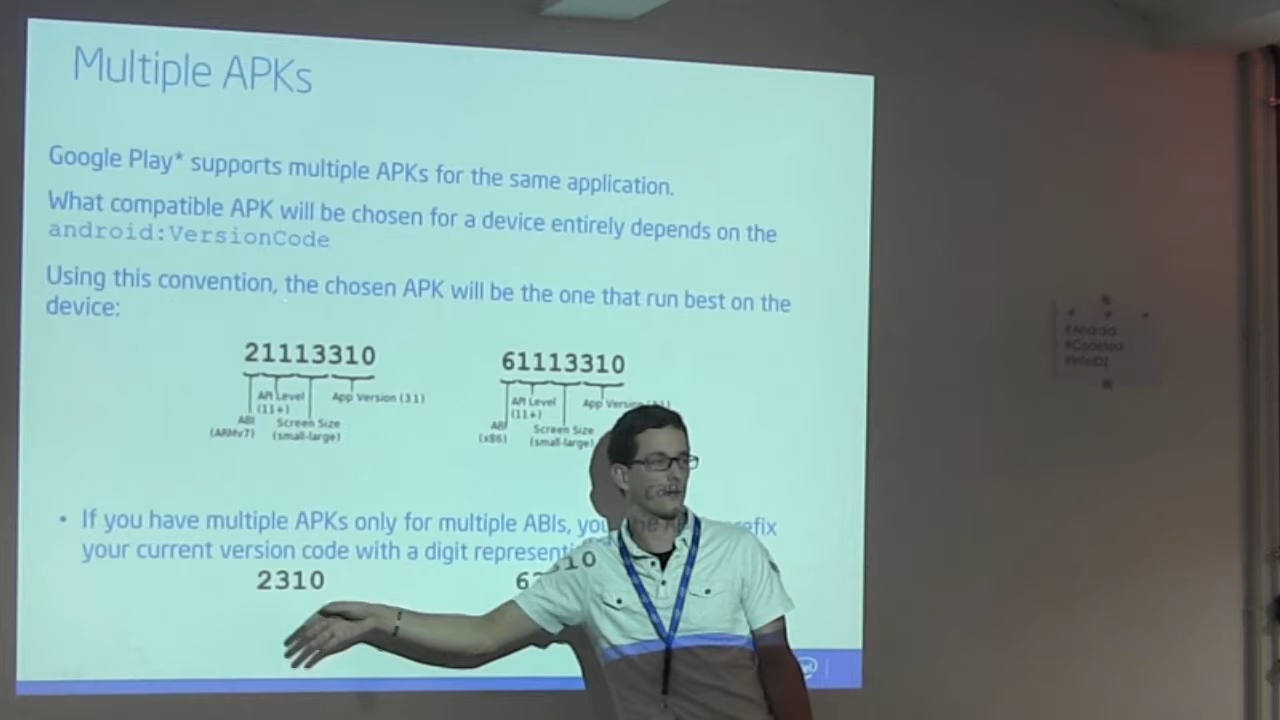 Multiple APKs
Google Play* supports multiple APKs for the same application.
What compatible APK will be chosen for a device entirely depends on the
android:VersionCode
Using this convention, the chosen APK will be the one that run best on the
device:
21113310 61113310
API Level App Version (31) API Level App Version
(11+) (11+)
ABI Screen Size ABI Screen Size
(ARMv7) (small-large) (x86) (small-large)
• If you have multiple APKs only for multiple ABIs, you
your current version code with a digit
2310
#Android